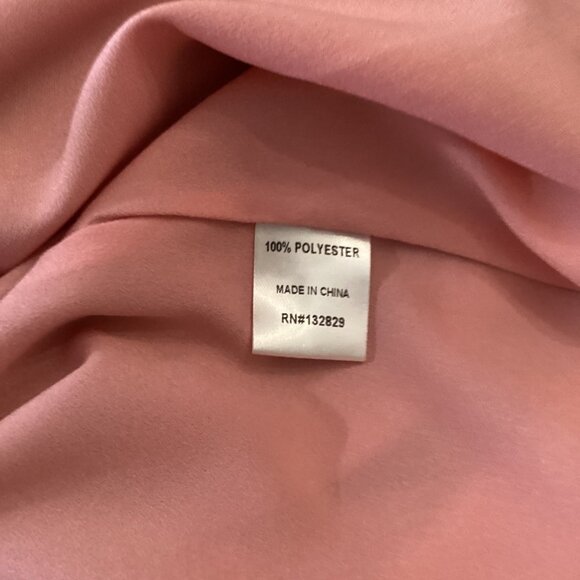 100% POLYESTER
MADE IN CHINA
RN#132829